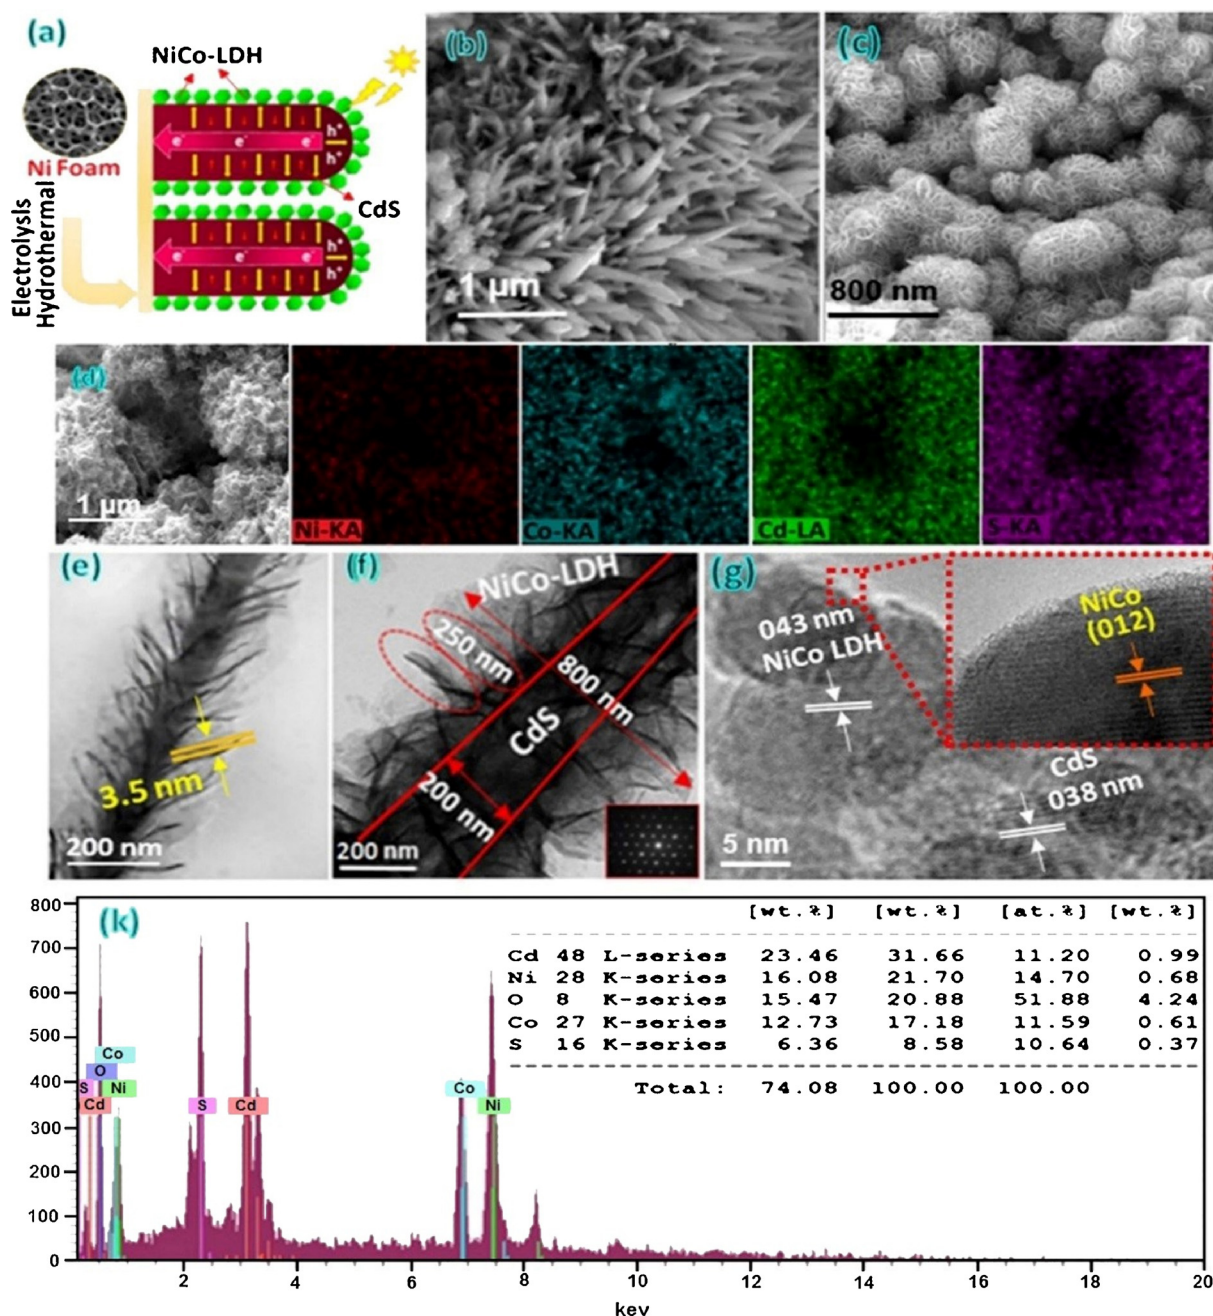 (a)
NiCo-LDH
Ni Foam
CdS
Electrolysis
Hydrothermal
e- e- e- h+
h+
e- e- e- h+
h+
(b)
1 μm
(c)
800 nm
(d)
1 μm
Ni-KA
Co-KA
Cd-LA
S-KA
(e)
3.5 nm
200 nm
(f)
NiCo-LDH
250 nm
800 nm
CdS
200 nm
200 nm
(g)
043 nm
NiCo LDH
NiCo
(012)
CdS
038 nm
5 nm
(k)
[wt.%] [wt.%] [at.%] [wt.%]
Cd 48 L-series 23.46 31.66 11.20 0.99
Ni 28 K-series 16.08 21.70 14.70 0.68
O 8 K-series 15.47 20.88 51.88 4.24
Co 27 K-series 12.73 17.18 11.59 0.61
S 16 K-series 6.36 8.58 10.64 0.37
Total: 74.08 100.00 100.00
800
700
600
500
400
300
200
100
0
Co
O
S Ni
Cd
S
Cd
Co
Ni
2 4 6 8 10 12 14 16 18 20
kev